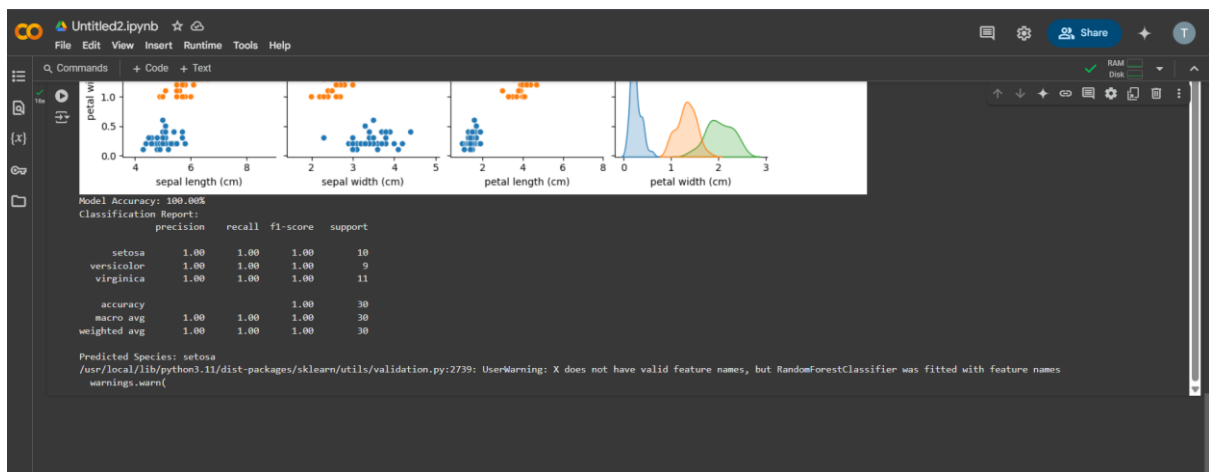 CO Untitled2.ipynb
File Edit View Insert Runtime Tools Help
Share
T
Commands + Code + Text
RAM
Disk
18s
{x}
petal wi
1.0
0.5
0.0
4 6 8 2 3 4 5 2 4 6 8 0 1 2 3
sepal length (cm) sepal width (cm) petal length (cm) petal width (cm)
Model Accuracy: 100.00%
Classification Report:
precision recall f1-score support
setosa 1.00 1.00 1.00 10
versicolor 1.00 1.00 1.00 9
virginica 1.00 1.00 1.00 11
accuracy 1.00 30
macro avg 1.00 1.00 1.00 30
weighted avg 1.00 1.00 1.00 30
Predicted Species: setosa
/usr/local/lib/python3.11/dist-packages/sklearn/utils/validation.py:2739: UserWarning: X does not have valid feature names, but RandomForestClassifier was fitted with feature names
warnings.warn(